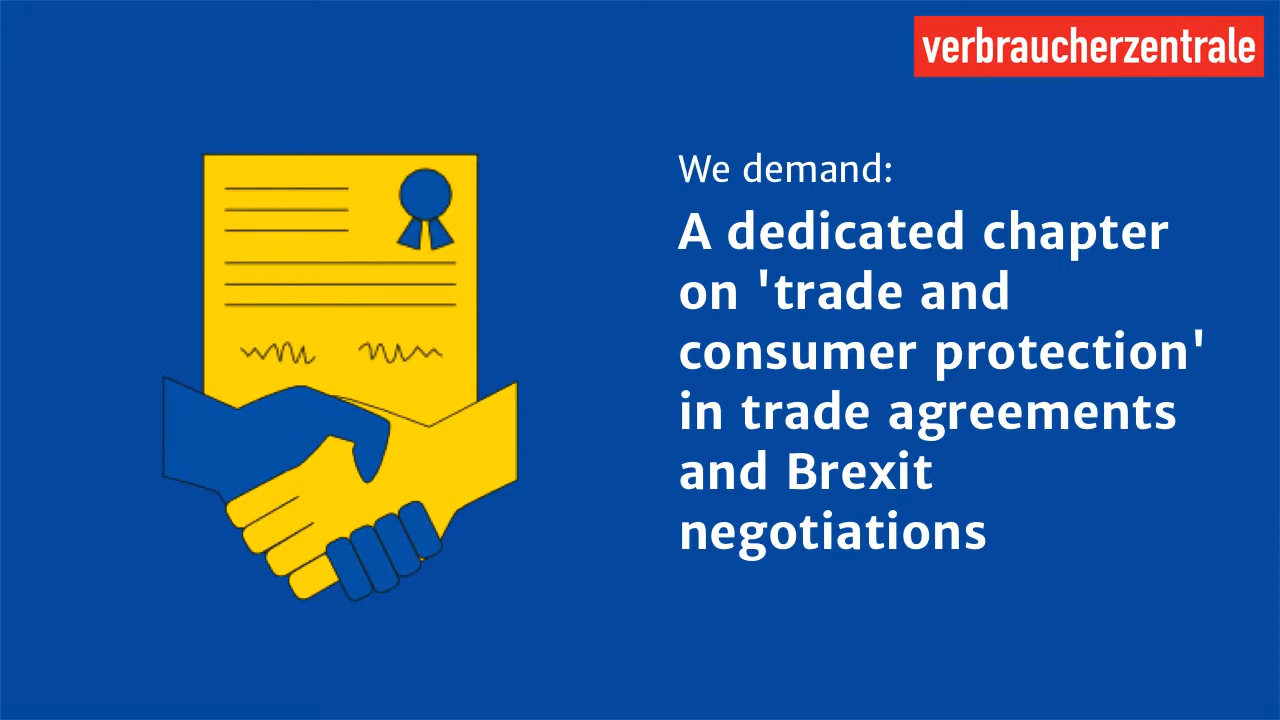 verbraucherzentrale
We demand:
A dedicated chapter
on 'trade and
consumer protection'
in trade agreements
and Brexit
negotiations